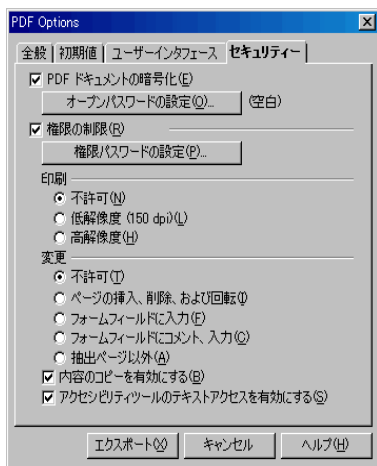 PDF Options
全般 初期値 ユーザーインタフェース セキュリティー
PDF ドキュメントの暗号化(E)
オープンパスワードの設定(O)... (空白)
権限の制限(R)
権限パスワードの設定(P)...
印刷
不許可(N)
低解像度 (150 dpi)(L)
高解像度(H)
変更
不許可(T)
ページの挿入、削除、および回転(I)
フォームフィールドに入力(F)
フォームフィールドにコメント、入力(C)
抽出ページ以外(A)
内容のコピーを有効にする(B)
アクセシビリティツールのテキストアクセスを有効にする(S)
エクスポート(X) キャンセル ヘルプ(H)